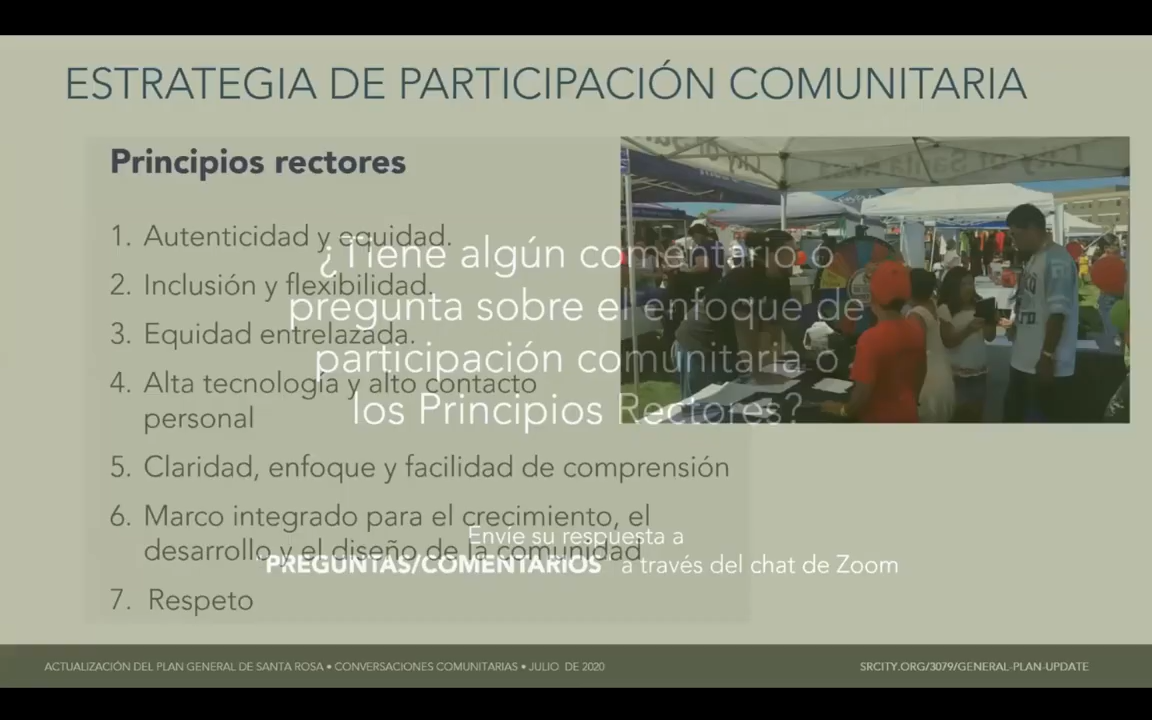 ESTRATEGIA DE PARTICIPACIÓN COMUNITARIA
Principios rectores
1. Autenticidad y equidad.
2. Inclusión y flexibilidad.
3. Equidad entrelazada.
4. Alta tecnología y alto contacto
personal
5. Claridad, enfoque y facilidad de comprensión
6. Marco integrado para el crecimiento, el
desarrollo y el diseño de la comunidad
7. Respeto
¿Tiene algún comentario o
pregunta sobre el enfoque de
participación comunitaria o
los Principios Rectores?
Envíe su respuesta a
"PREGUNTAS/COMENTARIOS" a través del chat de Zoom
City of Santa Rosa
ACTUALIZACIÓN DEL PLAN GENERAL DE SANTA ROSA • CONVERSACIONES COMUNITARIAS • JULIO DE 2020
SRCITY.ORG/3079/GENERAL-PLAN-UPDATE